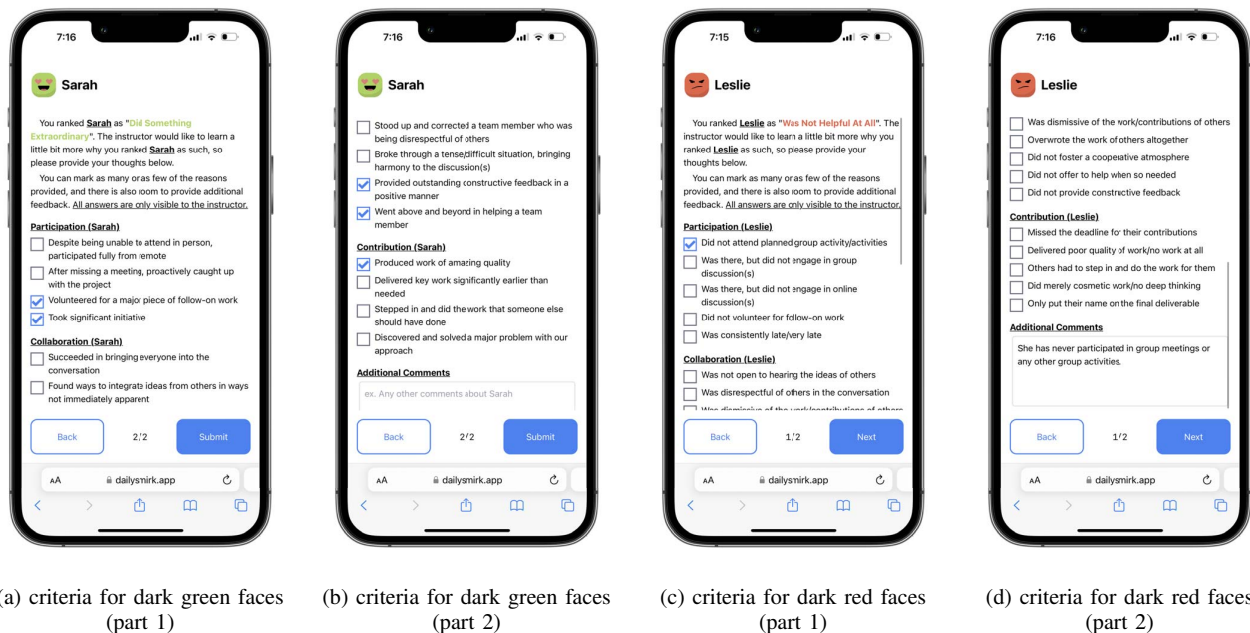 7:16
Sarah
You ranked Sarah as "Did Something
Extraordinary". The instructor would like to learn a
little bit more why you ranked Sarah as such, so
please provide your thoughts below.
You can mark as many or as few of the reasons
provided, and there is also room to provide additional
feedback. All answers are only visible to the instructor.
Participation (Sarah)
Despite being unable to attend in person,
participated fully from remote
After missing a meeting, proactively caught up
with the project
Volunteered for a major piece of follow-on work
Took significant initiative
Collaboration (Sarah)
Succeeded in bringing everyone into the
conversation
Found ways to integrate ideas from others in ways
not immediately apparent
Back 2/2 Submit
AA dailysmirk.app
7:16
Sarah
Stood up and corrected a team member who was
being disrespectful of others
Broke through a tense/difficult situation, bringing
harmony to the discussion(s)
Provided outstanding constructive feedback in a
positive manner
Went above and beyond in helping a team
member
Contribution (Sarah)
Produced work of amazing quality
Delivered key work significantly earlier than
needed
Stepped in and did the work that someone else
should have done
Discovered and solved a major problem with our
approach
Additional Comments
ex. Any other comments about Sarah
Back 2/2 Submit
AA dailysmirk.app
7:15
Leslie
You ranked Leslie as "Was Not Helpful At All". The
instructor would like to learn a little bit more why you
ranked Leslie as such, so please provide your
thoughts below.
You can mark as many or as few of the reasons
provided, and there is also room to provide additional
feedback. All answers are only visible to the instructor.
Participation (Leslie)
Did not attend planned group activity/activities
Was there, but did not engage in group
discussion(s)
Was there, but did not engage in online
discussion(s)
Did not volunteer for follow-on work
Was consistently late/very late
Collaboration (Leslie)
Was not open to hearing the ideas of others
Was disrespectful of others in the conversation
Was dismissive of the work/contributions of others
Back 1/2 Next
AA dailysmirk.app
7:16
Leslie
Was dismissive of the work/contributions of others
Overwrote the work of others altogether
Did not foster a cooperative atmosphere
Did not offer to help when so needed
Did not provide constructive feedback
Contribution (Leslie)
Missed the deadline for their contributions
Delivered poor quality of work/no work at all
Others had to step in and do the work for them
Did merely cosmetic work/no deep thinking
Only put their name on the final deliverable
Additional Comments
She has never participated in group meetings or
any other group activities.
Back 1/2 Next
AA dailysmirk.app
(a) criteria for dark green faces
(part 1)
(b) criteria for dark green faces
(part 2)
(c) criteria for dark red faces
(part 1)
(d) criteria for dark red faces
(part 2)